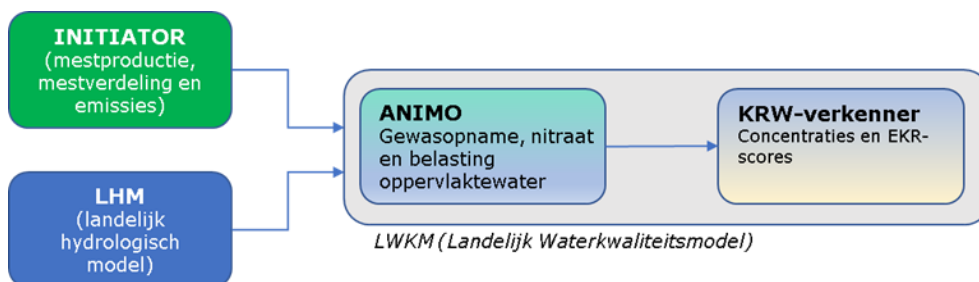 INITIATOR
(mestproductie,
mestverdeling en
emissies)
LHM
(landelijk
hydrologisch
model)
ANIMO
Gewasopname, nitraat
en belasting
oppervlaktewater
KRW-verkenner
Concentraties en EKR-
scores
LWKM (Landelijk Waterkwaliteitsmodel)